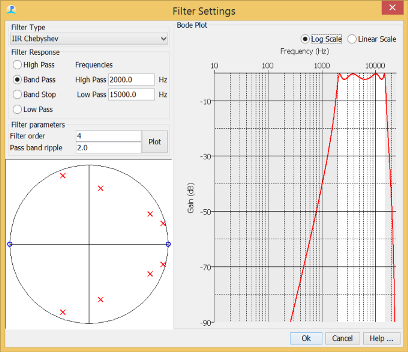 Filter Settings
Filter Type
IIR Chebyshev
Filter Response
High Pass
Band Pass
Band Stop
Low Pass
Frequencies
High Pass 2000.0 Hz
Low Pass 15000.0 Hz
Filter parameters
Filter order 4
Pass band ripple 2.0
Plot
Bode Plot
Log Scale Linear Scale
Frequency (Hz)
10 100 1000 10000
Gain (dB)
-10
-30
-50
-70
-90
Ok Cancel Help ...